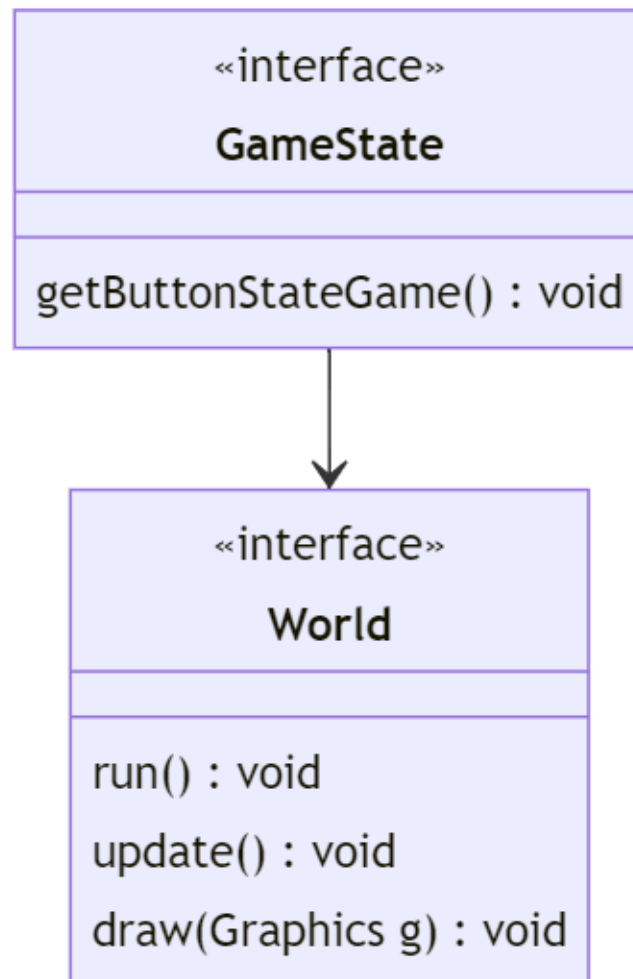 «interface»
GameState
getButtonStateGame() : void
«interface»
World
run() : void
update() : void
draw(Graphics g) : void